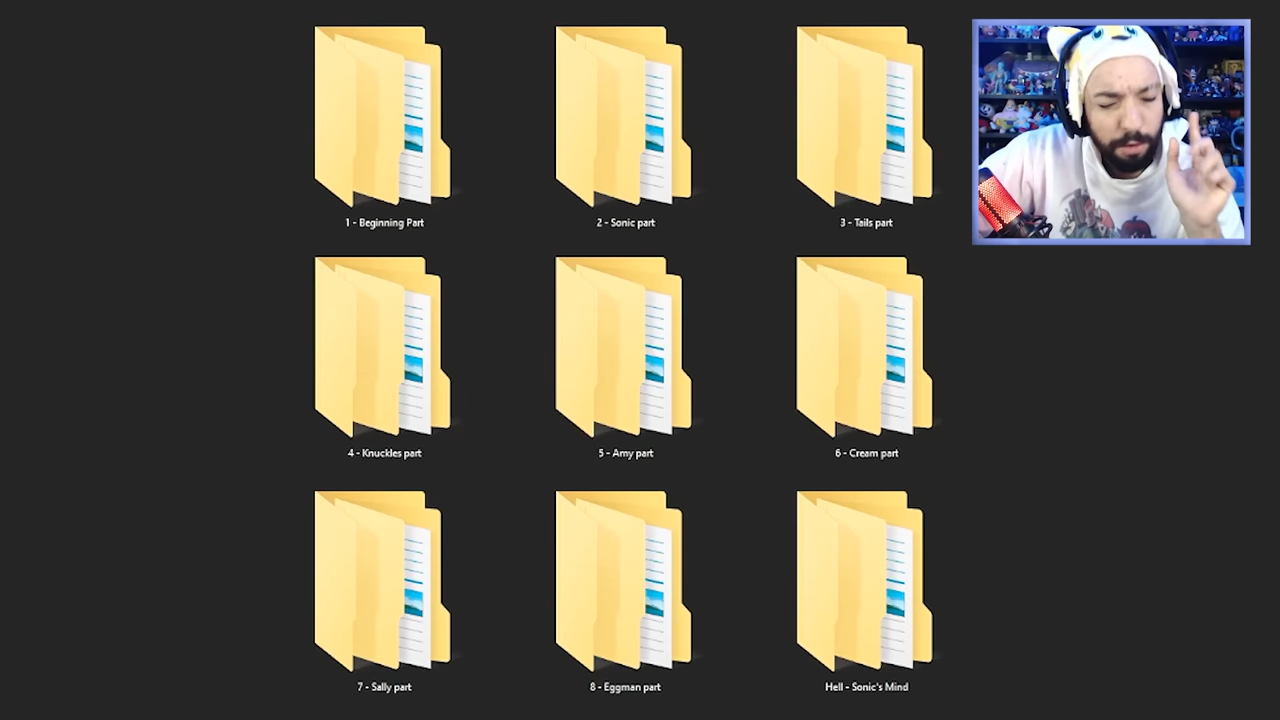 1 - Beginning Part
2 - Sonic part
3 - Tails part
4 - Knuckles part
5 - Amy part
6 - Cream part
7 - Sally part
8 - Eggman part
Hell - Sonic's Mind